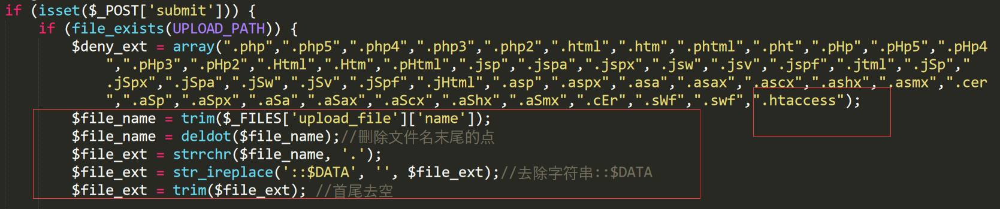 if (isset($_POST['submit'])) {
if (file_exists(UPLOAD_PATH)) {
$deny_ext = array(".php",".php5",".php4",".php3",".php2",".html",".htm",".phtml",".pht",".pHp",".pHp5",".pHp4
",".pHp3",".pHp2",".Html",".Htm",".pHtml",".jsp",".jspa",".jspx",".jsw",".jsv",".jspf",".jtml",".jSp","
.jSpx",".jSpa",".jSw",".jSv",".jSpf",".jHtml",".asp",".aspx",".asa",".asax",".ascx",".ashx",".asmx",".cer
",".aSp",".aSpx",".aSa",".aSax",".aScx",".aShx",".aSmx",".cEr",".sWf",".swf",".htaccess");
$file_name = trim($_FILES['upload_file']['name']);
$file_name = deldot($file_name);//删除文件名末尾的点
$file_ext = strrchr($file_name, '.');
$file_ext = str_ireplace('::$DATA', '', $file_ext);//去除字符串::$DATA
$file_ext = trim($file_ext); //首尾去空